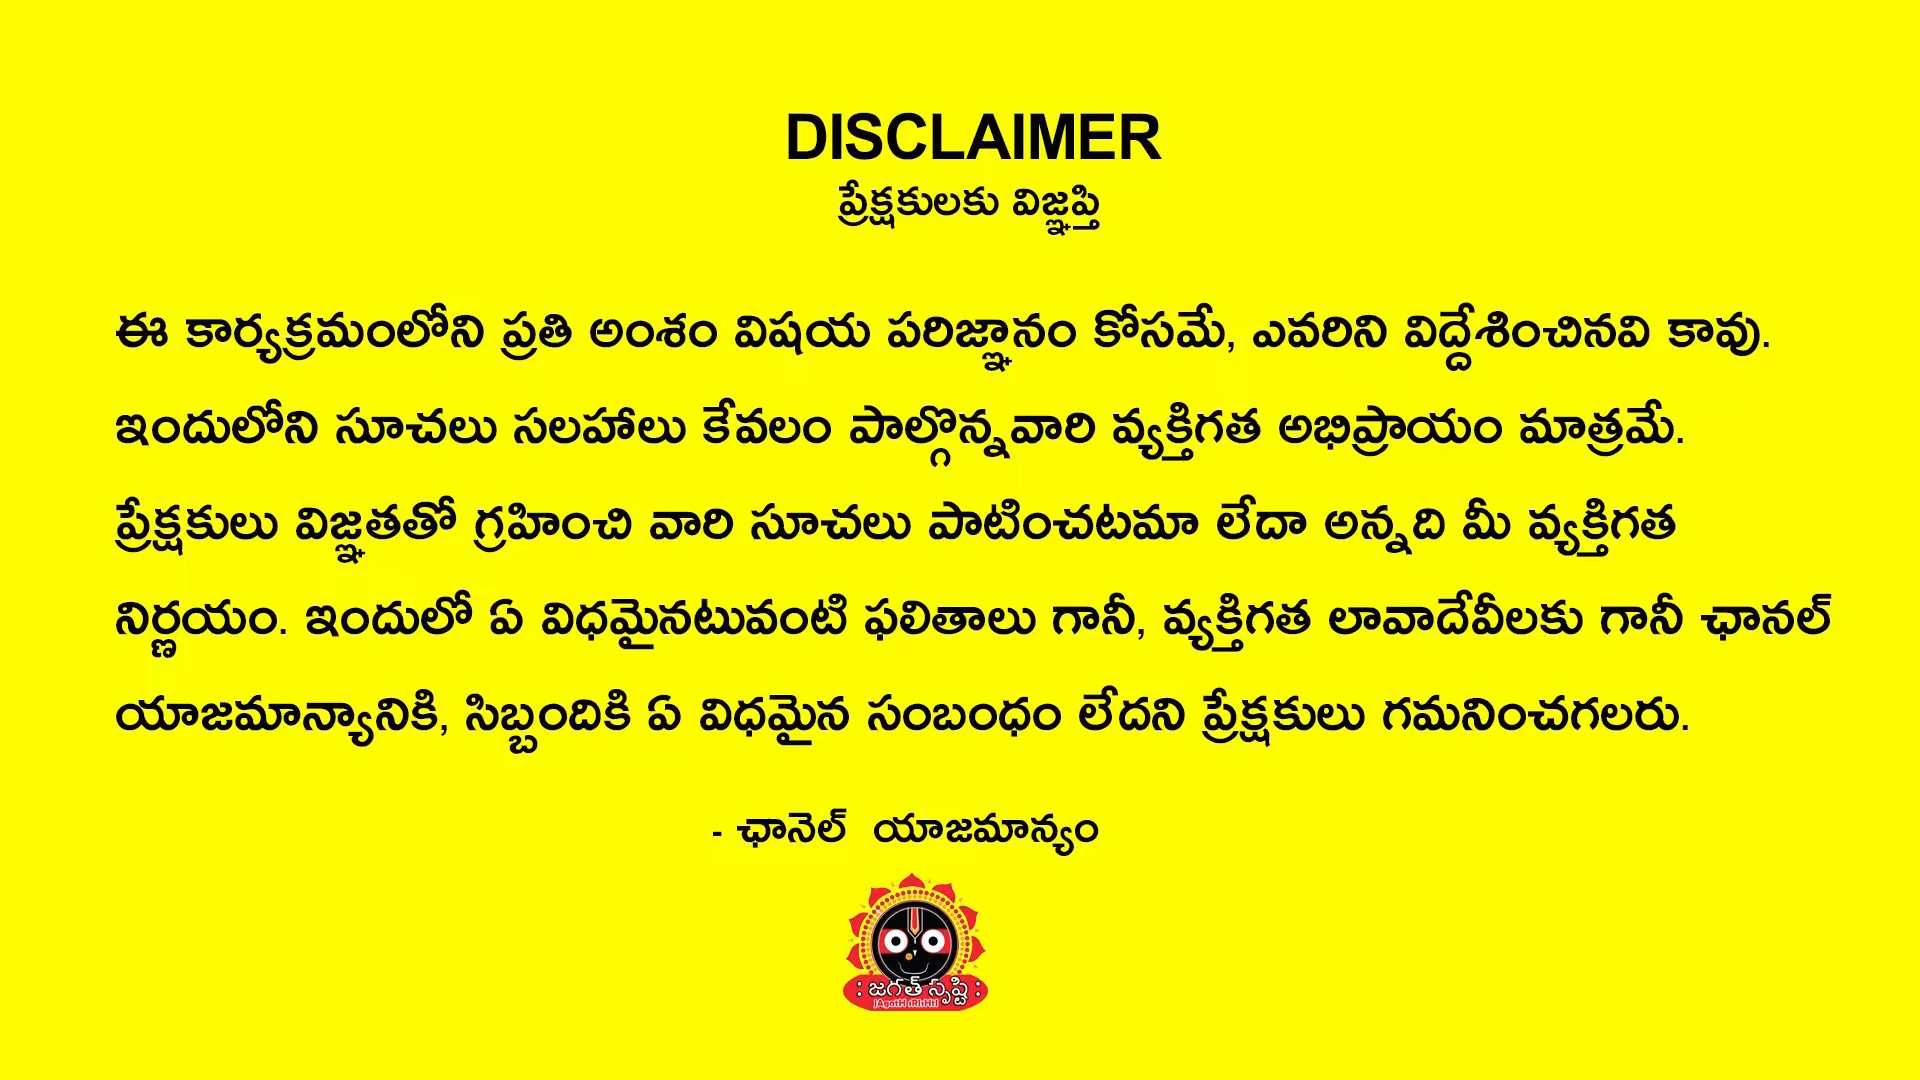 DISCLAIMER
ప్రేక్షకులకు విజ్ఞప్తి
ఈ కార్యక్రమంలోని ప్రతి అంశం విషయ పరిజ్ఞానం కోసమే, ఎవరిని విద్దేశించినవి కావు.
ఇందులోని సూచలు సలహాలు కేవలం పాల్గొన్నవారి వ్యక్తిగత అభిప్రాయం మాత్రమే.
ప్రేక్షకులు విజ్ఞతతో గ్రహించి వారి సూచలు పాటించటమా లేదా అన్నది మీ వ్యక్తిగత
నిర్ణయం. ఇందులో ఏ విధమైనటువంటి ఫలితాలు గానీ, వ్యక్తిగత లావాదేవీలకు గానీ ఛానల్
యాజమాన్యానికి, సిబ్బందికి ఏ విధమైన సంబంధం లేదని ప్రేక్షకులు గమనించగలరు.
- ఛానెల్ యాజమాన్యం
: జగత్ సృష్టి :
JAgatH sRIsHtI